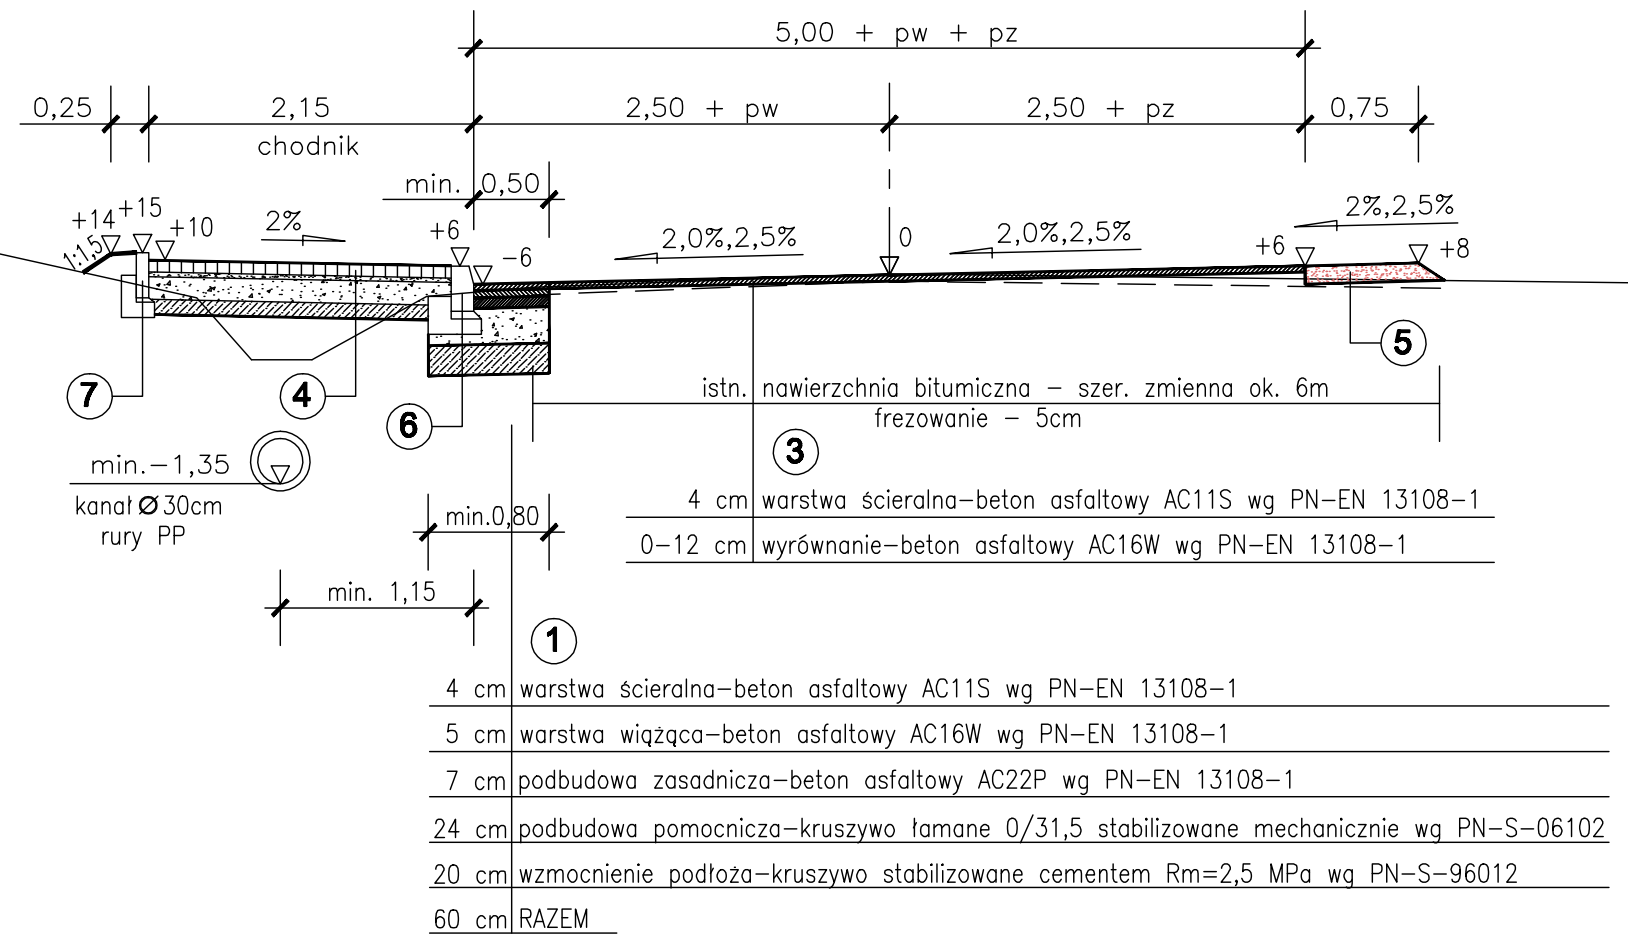 5,00 + pw + pz
0,25
2,15
2,50 + pw
2,50 + pz
0,75
chodnik
min. 0,50
+14
+15
+10
1:1,5
2%
+6
-6
2,0%,2,5%
0
2,0%,2,5%
2%,2,5%
+6
+8
7
4
6
5
istn. nawierzchnia bitumiczna - szer. zmienna ok. 6m
frezowanie - 5cm
3
min.-1,35
kanał Ø 30cm
rury PP
4 cm warstwa ścieralna-beton asfaltowy AC11S wg PN-EN 13108-1
0-12 cm wyrównanie-beton asfaltowy AC16W wg PN-EN 13108-1
min.0,80
min. 1,15
1
4 cm warstwa ścieralna-beton asfaltowy AC11S wg PN-EN 13108-1
5 cm warstwa wiążąca-beton asfaltowy AC16W wg PN-EN 13108-1
7 cm podbudowa zasadnicza-beton asfaltowy AC22P wg PN-EN 13108-1
24 cm podbudowa pomocnicza-kruszywo łamane 0/31,5 stabilizowane mechanicznie wg PN-S-06102
20 cm wzmocnienie podłoża-kruszywo stabilizowane cementem Rm=2,5 MPa wg PN-S-96012
60 cm RAZEM